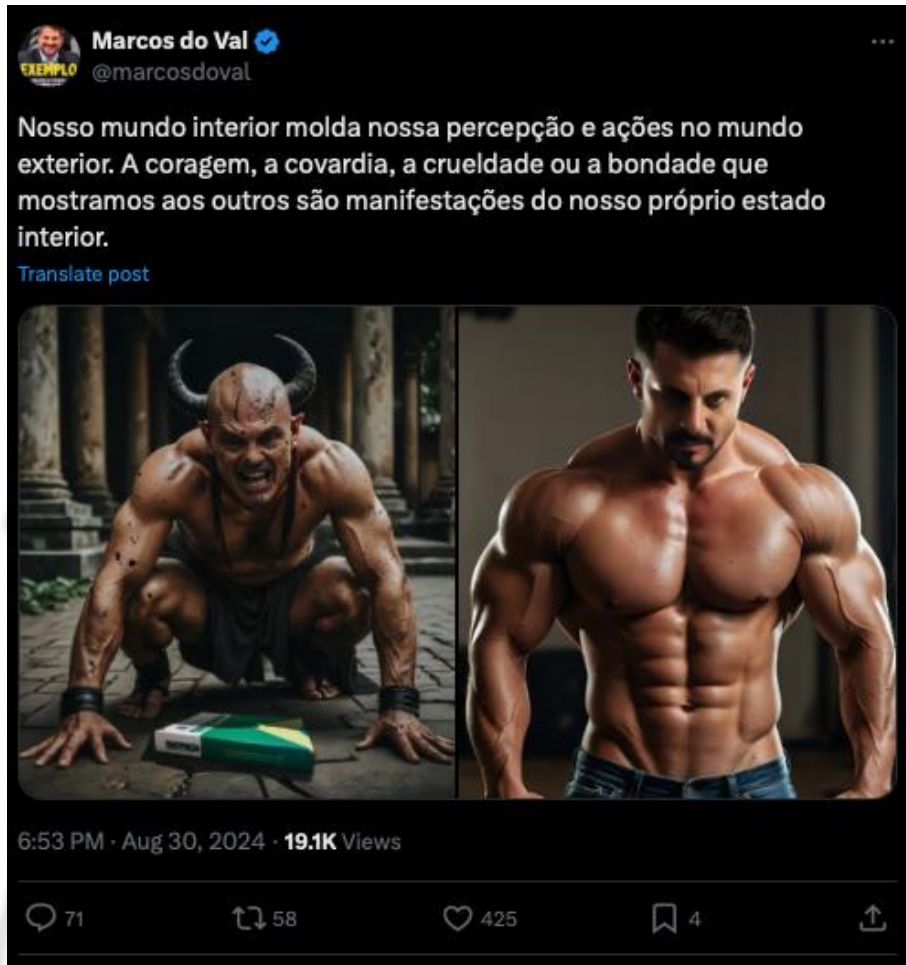 Marcos do Val
EXEMPLO
@marcosdoval
Nosso mundo interior molda nossa percepção e ações no mundo
exterior. A coragem, a covardia, a crueldade ou a bondade que
mostramos aos outros são manifestações do nosso próprio estado
interior.
Translate post
6:53 PM · Aug 30, 2024 · 19.1K Views
71 58 425 4